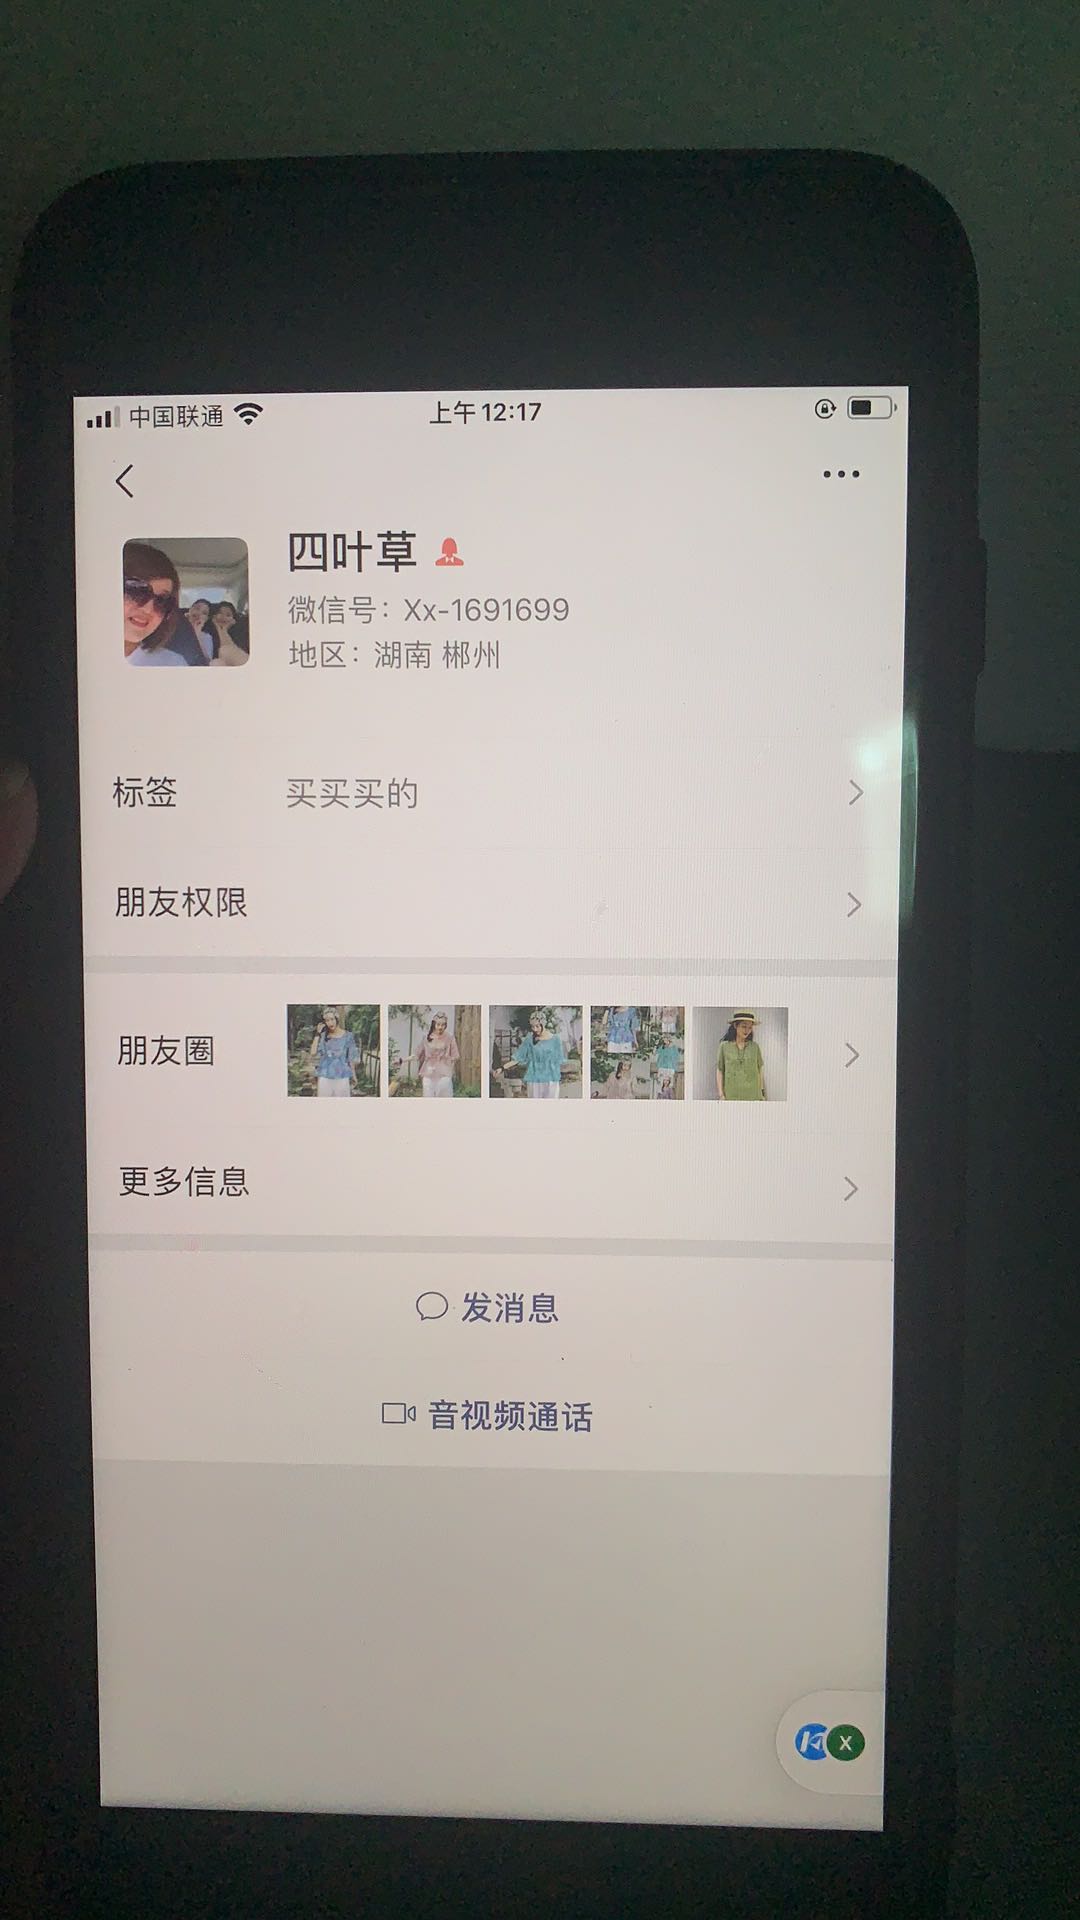 中国联通
上午12:17
四叶草
微信号：Xx-1691699
地区：湖南 郴州
标签 买买买的
朋友权限
朋友圈
更多信息
发消息
音视频通话
X